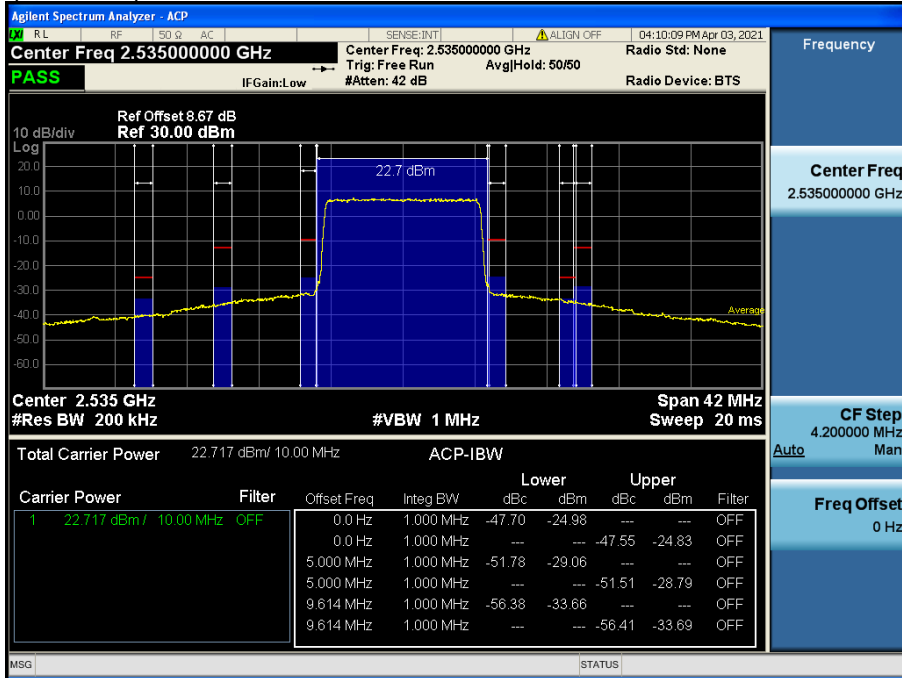 Agilent Spectrum Analyzer - ACP
LXI RL RF 50 Ω AC SENSE:INT ALIGN OFF 04:10:09 PM Apr 03, 2021
Center Freq 2.535000000 GHz
Center Freq: 2.535000000 GHz
Radio Std: None
Trig: Free Run Avg|Hold: 50/50
PASS
IFGain:Low
#Atten: 42 dB
Radio Device: BTS
Frequency
Ref Offset 8.67 dB
10 dB/div Ref 30.00 dBm
Log
20.0
22.7 dBm
10.0
0.00
-10.0
-20.0
-30.0
-40.0
Average
-50.0
-60.0
Center Freq
2.535000000 GHz
Center 2.535 GHz Span 42 MHz
#Res BW 200 kHz #VBW 1 MHz Sweep 20 ms
CF Step
4.200000 MHz
Auto Man
Total Carrier Power 22.717 dBm/ 10.00 MHz ACP-IBW
Lower Upper
Carrier Power Filter Offset Freq Integ BW dBc dBm dBc dBm Filter
1 22.717 dBm / 10.00 MHz OFF 0.0 Hz 1.000 MHz -47.70 -24.98 --- --- OFF
0.0 Hz 1.000 MHz --- --- -47.55 -24.83 OFF
5.000 MHz 1.000 MHz -51.78 -29.06 --- --- OFF
5.000 MHz 1.000 MHz --- --- -51.51 -28.79 OFF
9.614 MHz 1.000 MHz -56.38 -33.66 --- --- OFF
9.614 MHz 1.000 MHz --- --- -56.41 -33.69 OFF
Freq Offset
0 Hz
MSG STATUS